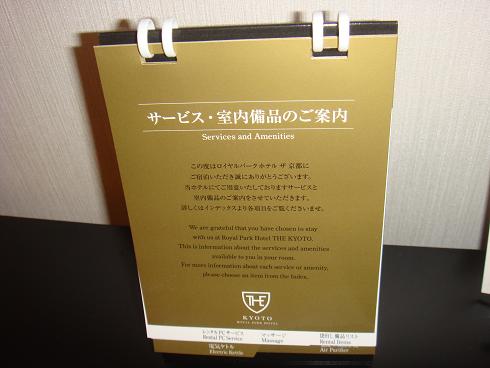 サービス・室内備品のご案内
Services and Amenities
この度はロイヤルパークホテル ザ 京都に
ご宿泊いただき誠にありがとうございます。
当ホテルにてご用意いたしておりますサービスと
室内備品のご案内をさせていただきます。
詳しくはインデックスより各項目をご覧くださいませ。
We are grateful that you have chosen to stay
with us at Royal Park Hotel THE KYOTO.
This is information about the services and amenities
available to you in your room.
For more information about each service or amenity,
please choose an item from the Index.
THE
KYOTO
ROYAL PARK HOTEL
レンタルPCサービス マッサージ 貸出し備品リスト
Rental PC Service Massage Rental Items
電気ケトル
Electric Kettle Air Purifier